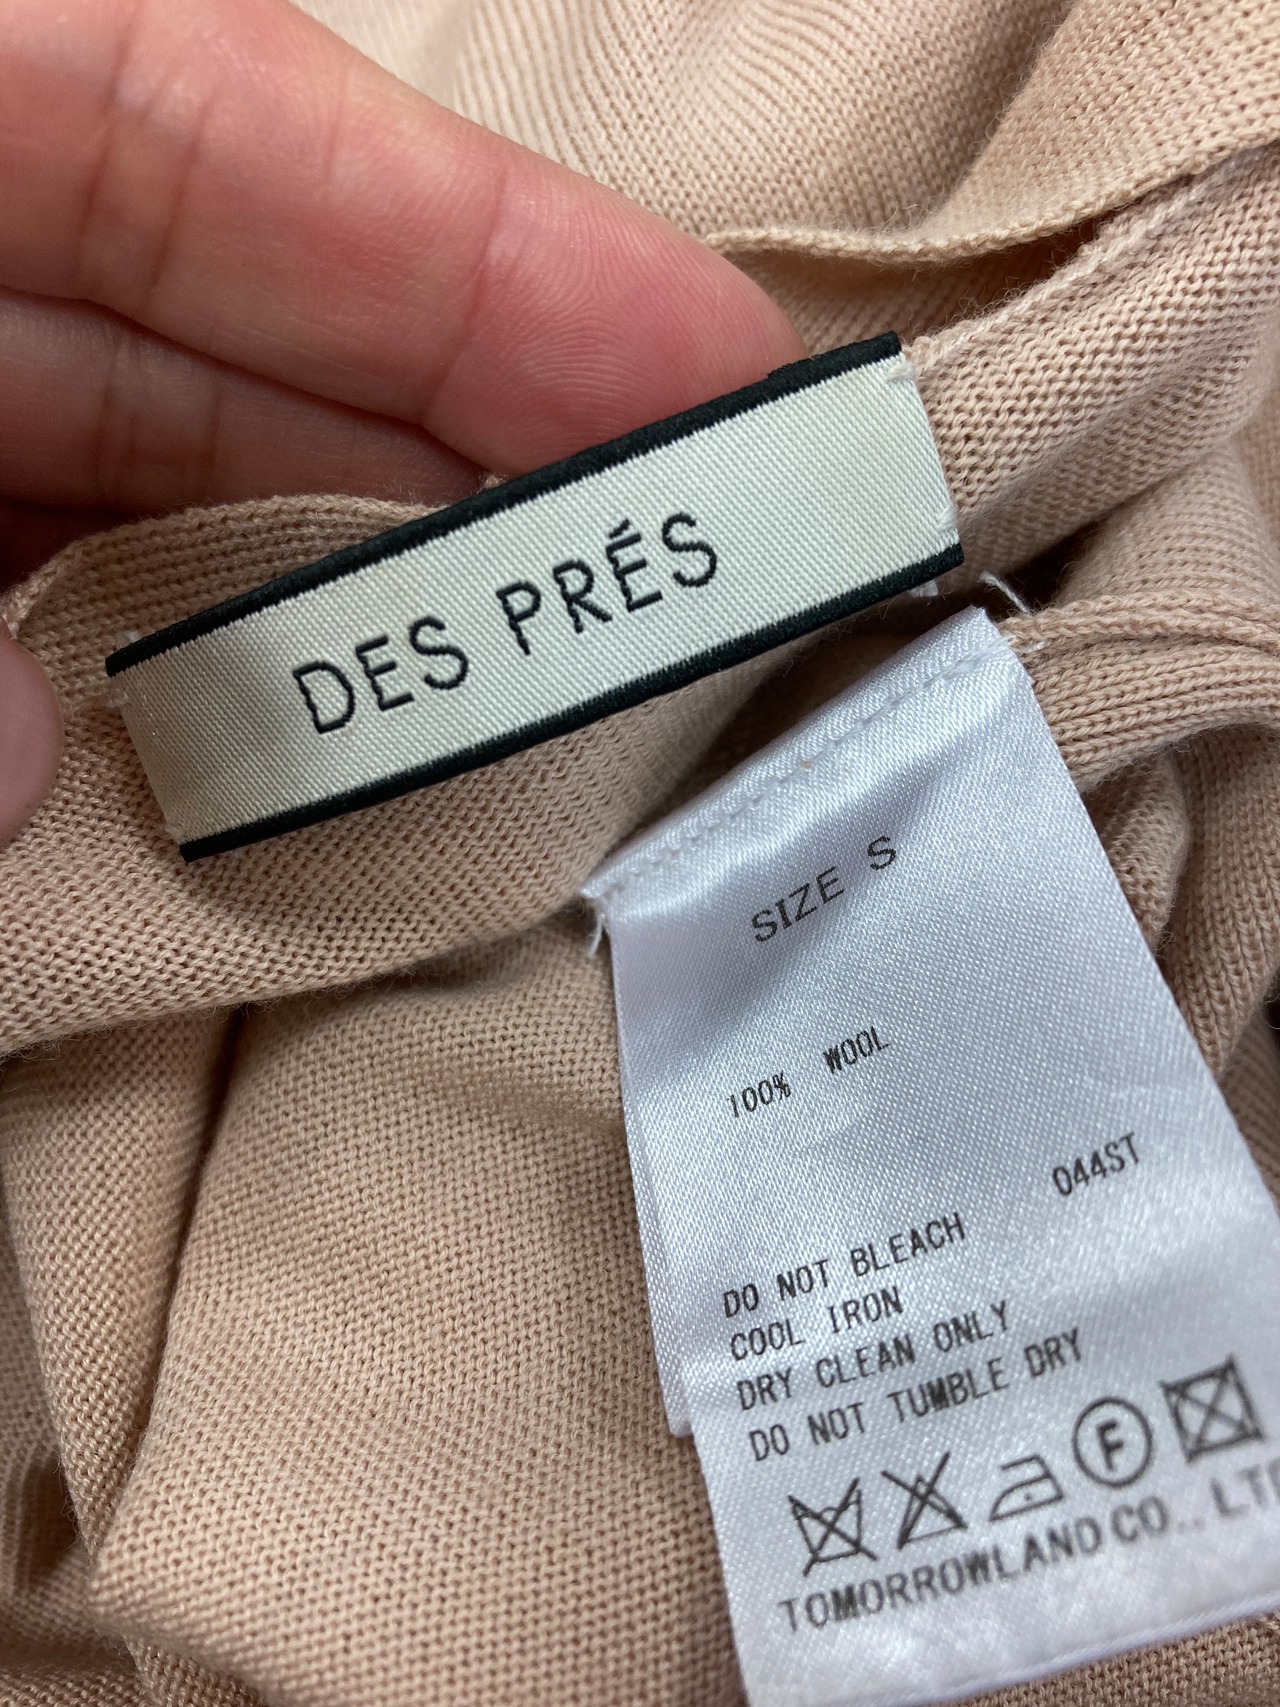 DES PRÉS
SIZE S
100% WOOL
044ST
DO NOT BLEACH
COOL IRON
DRY CLEAN ONLY
DO NOT TUMBLE DRY
F
TOMORROWLAND CO., LT